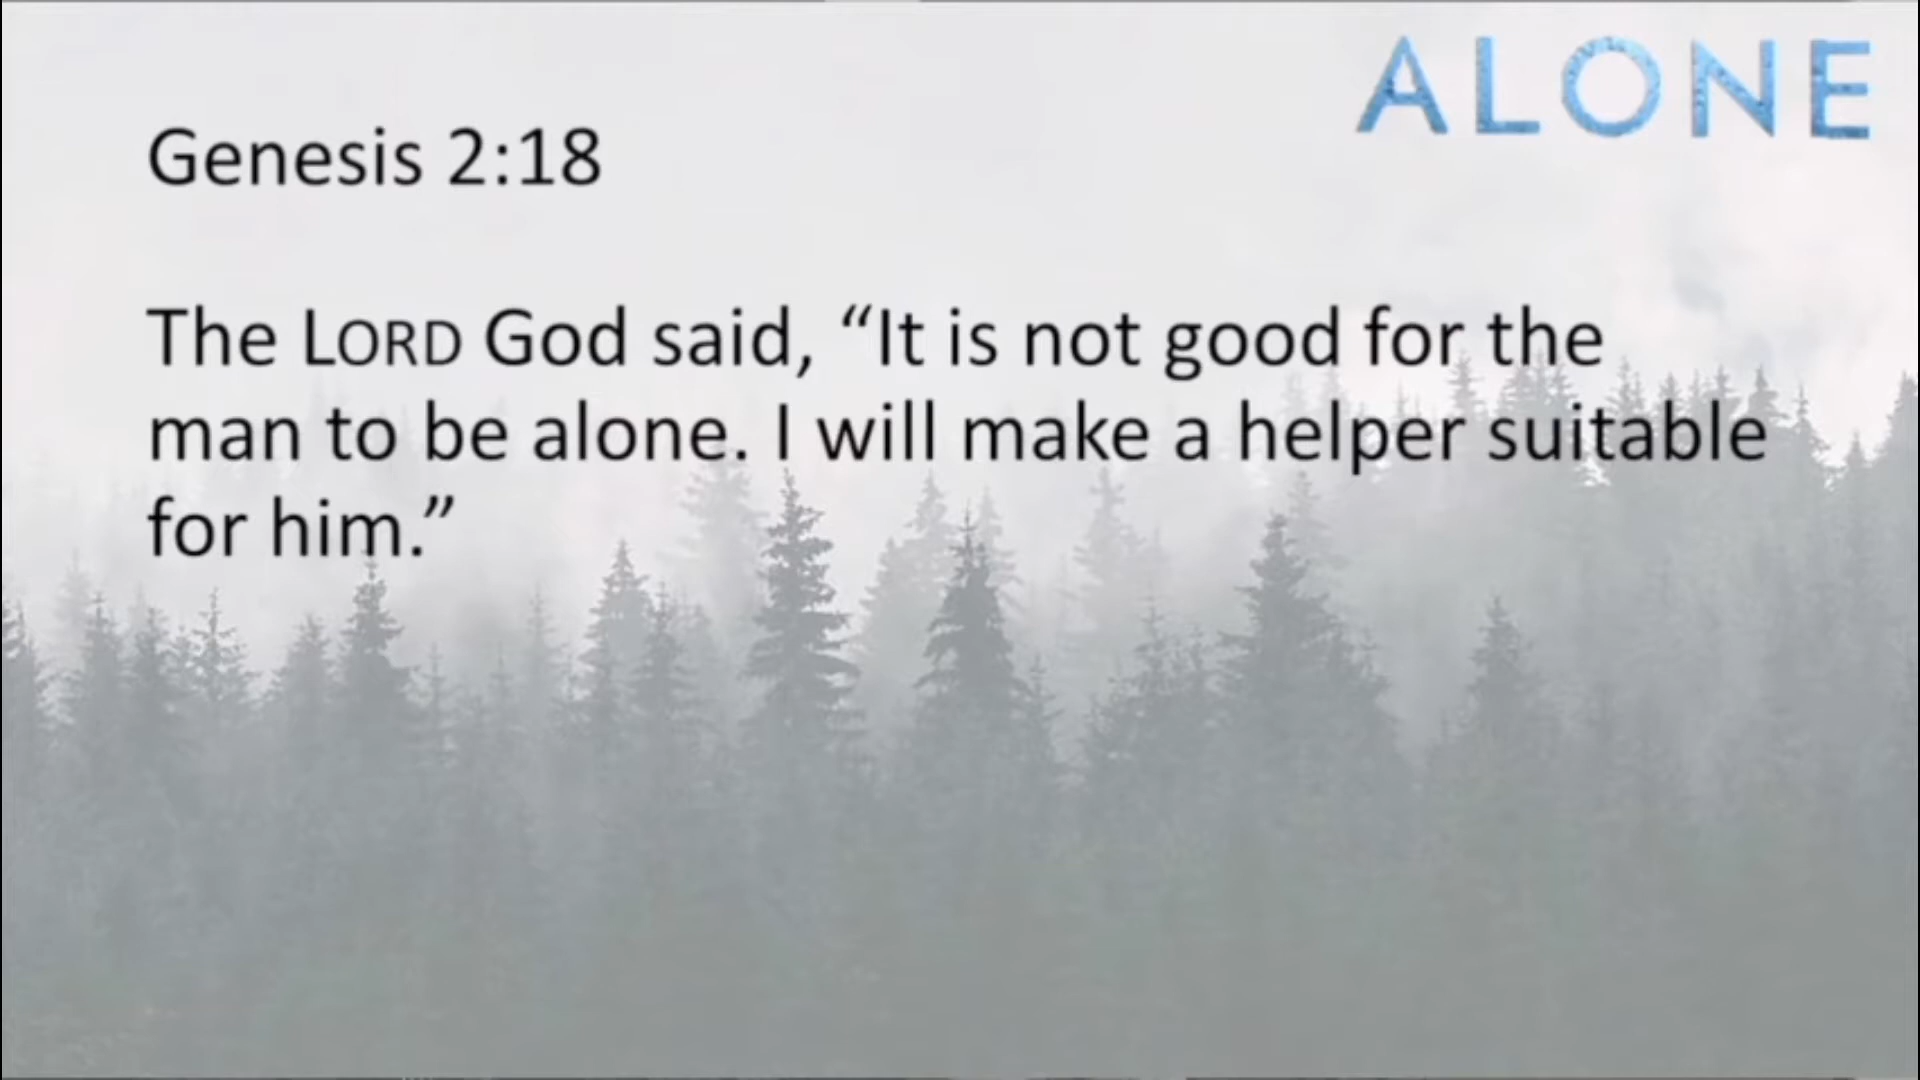 ALONE
Genesis 2:18
The LORD God said, “It is not good for the
man to be alone. I will make a helper suitable
for him.”